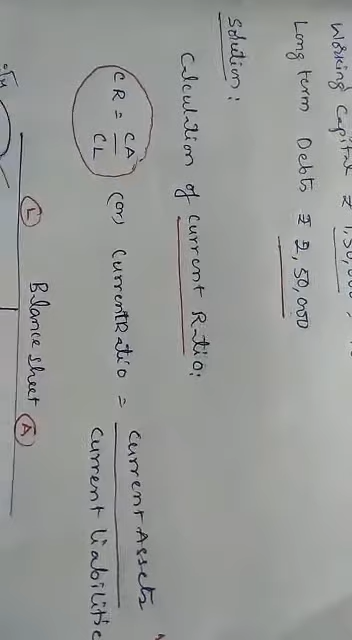 Working Capital ₹ 1,50,000
Long term Debts ₹ 2,50,000
Solution:
Calculation of Current Ratio:
CR = CA / CL (or) Current Ratio = Current Assets / Current Liabilitie
Balance sheet
(L) (A)